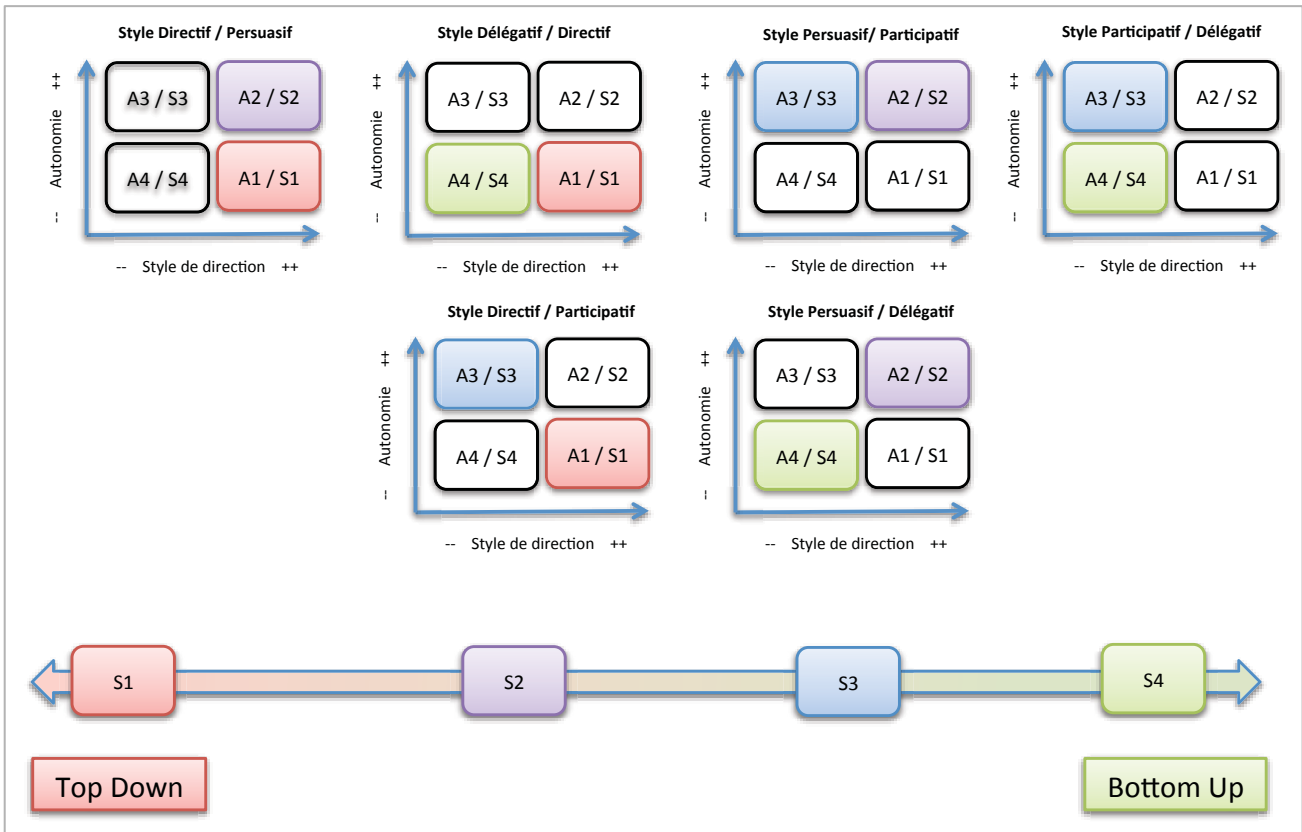 Style Directif / Persuasif
A3 / S3
A2 / S2
A4 / S4
A1 / S1
-- Autonomie ++
-- Style de direction ++
Style Délégatif / Directif
A3 / S3
A2 / S2
A4 / S4
A1 / S1
-- Autonomie ++
-- Style de direction ++
Style Persuasif/ Participatif
A3 / S3
A2 / S2
A4 / S4
A1 / S1
-- Autonomie ++
-- Style de direction ++
Style Participatif / Délégatif
A3 / S3
A2 / S2
A4 / S4
A1 / S1
-- Autonomie ++
-- Style de direction ++
Style Directif / Participatif
A3 / S3
A2 / S2
A4 / S4
A1 / S1
-- Autonomie ++
-- Style de direction ++
Style Persuasif / Délégatif
A3 / S3
A2 / S2
A4 / S4
A1 / S1
-- Autonomie ++
-- Style de direction ++
S1
S2
S3
S4
Top Down
Bottom Up